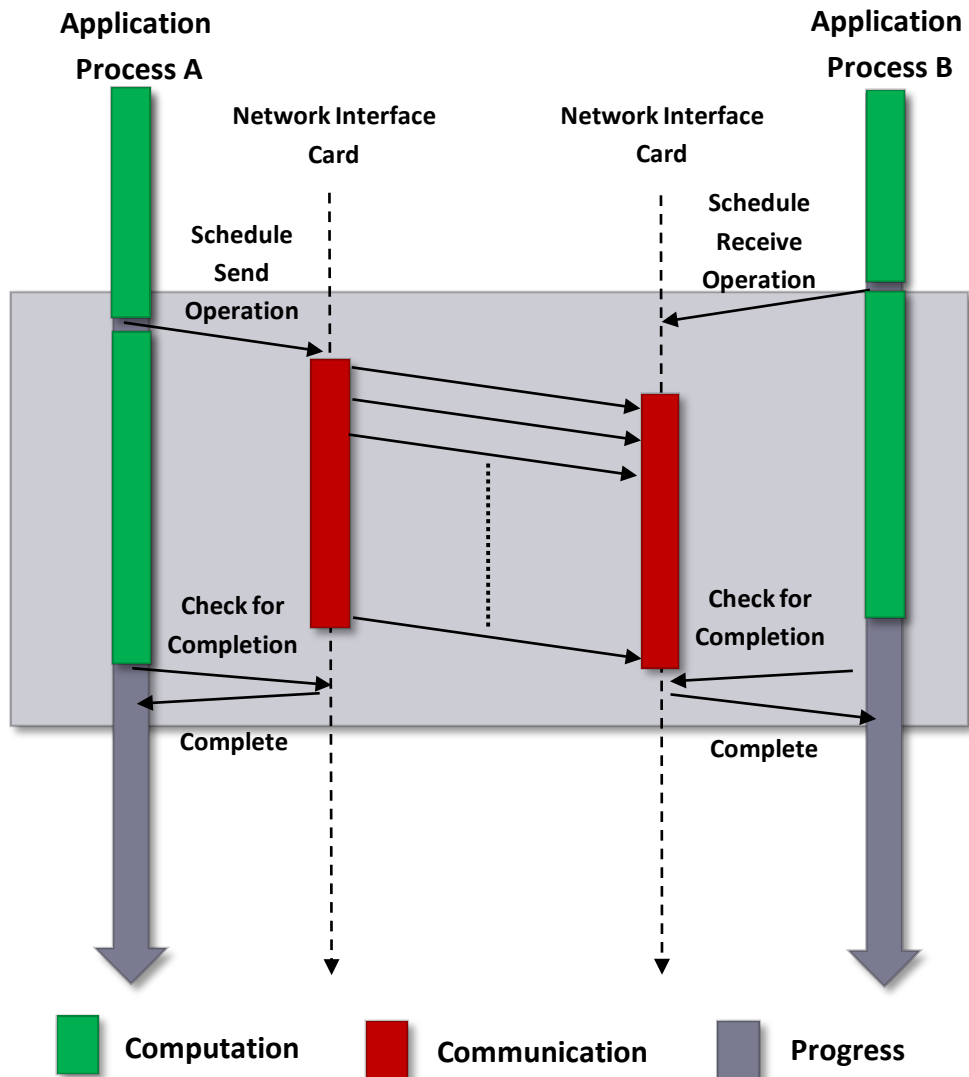 Application
Process A
Application
Process B
Network Interface
Card
Network Interface
Card
Schedule
Send
Operation
Schedule
Receive
Operation
Check for
Completion
Check for
Completion
Complete
Complete
Computation
Communication
Progress